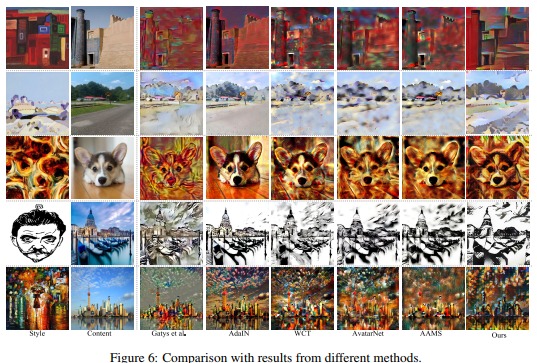 Style Content Gatys et al. AdaIN WCT AvatarNet AAMS Ours
Figure 6: Comparison with results from different methods.